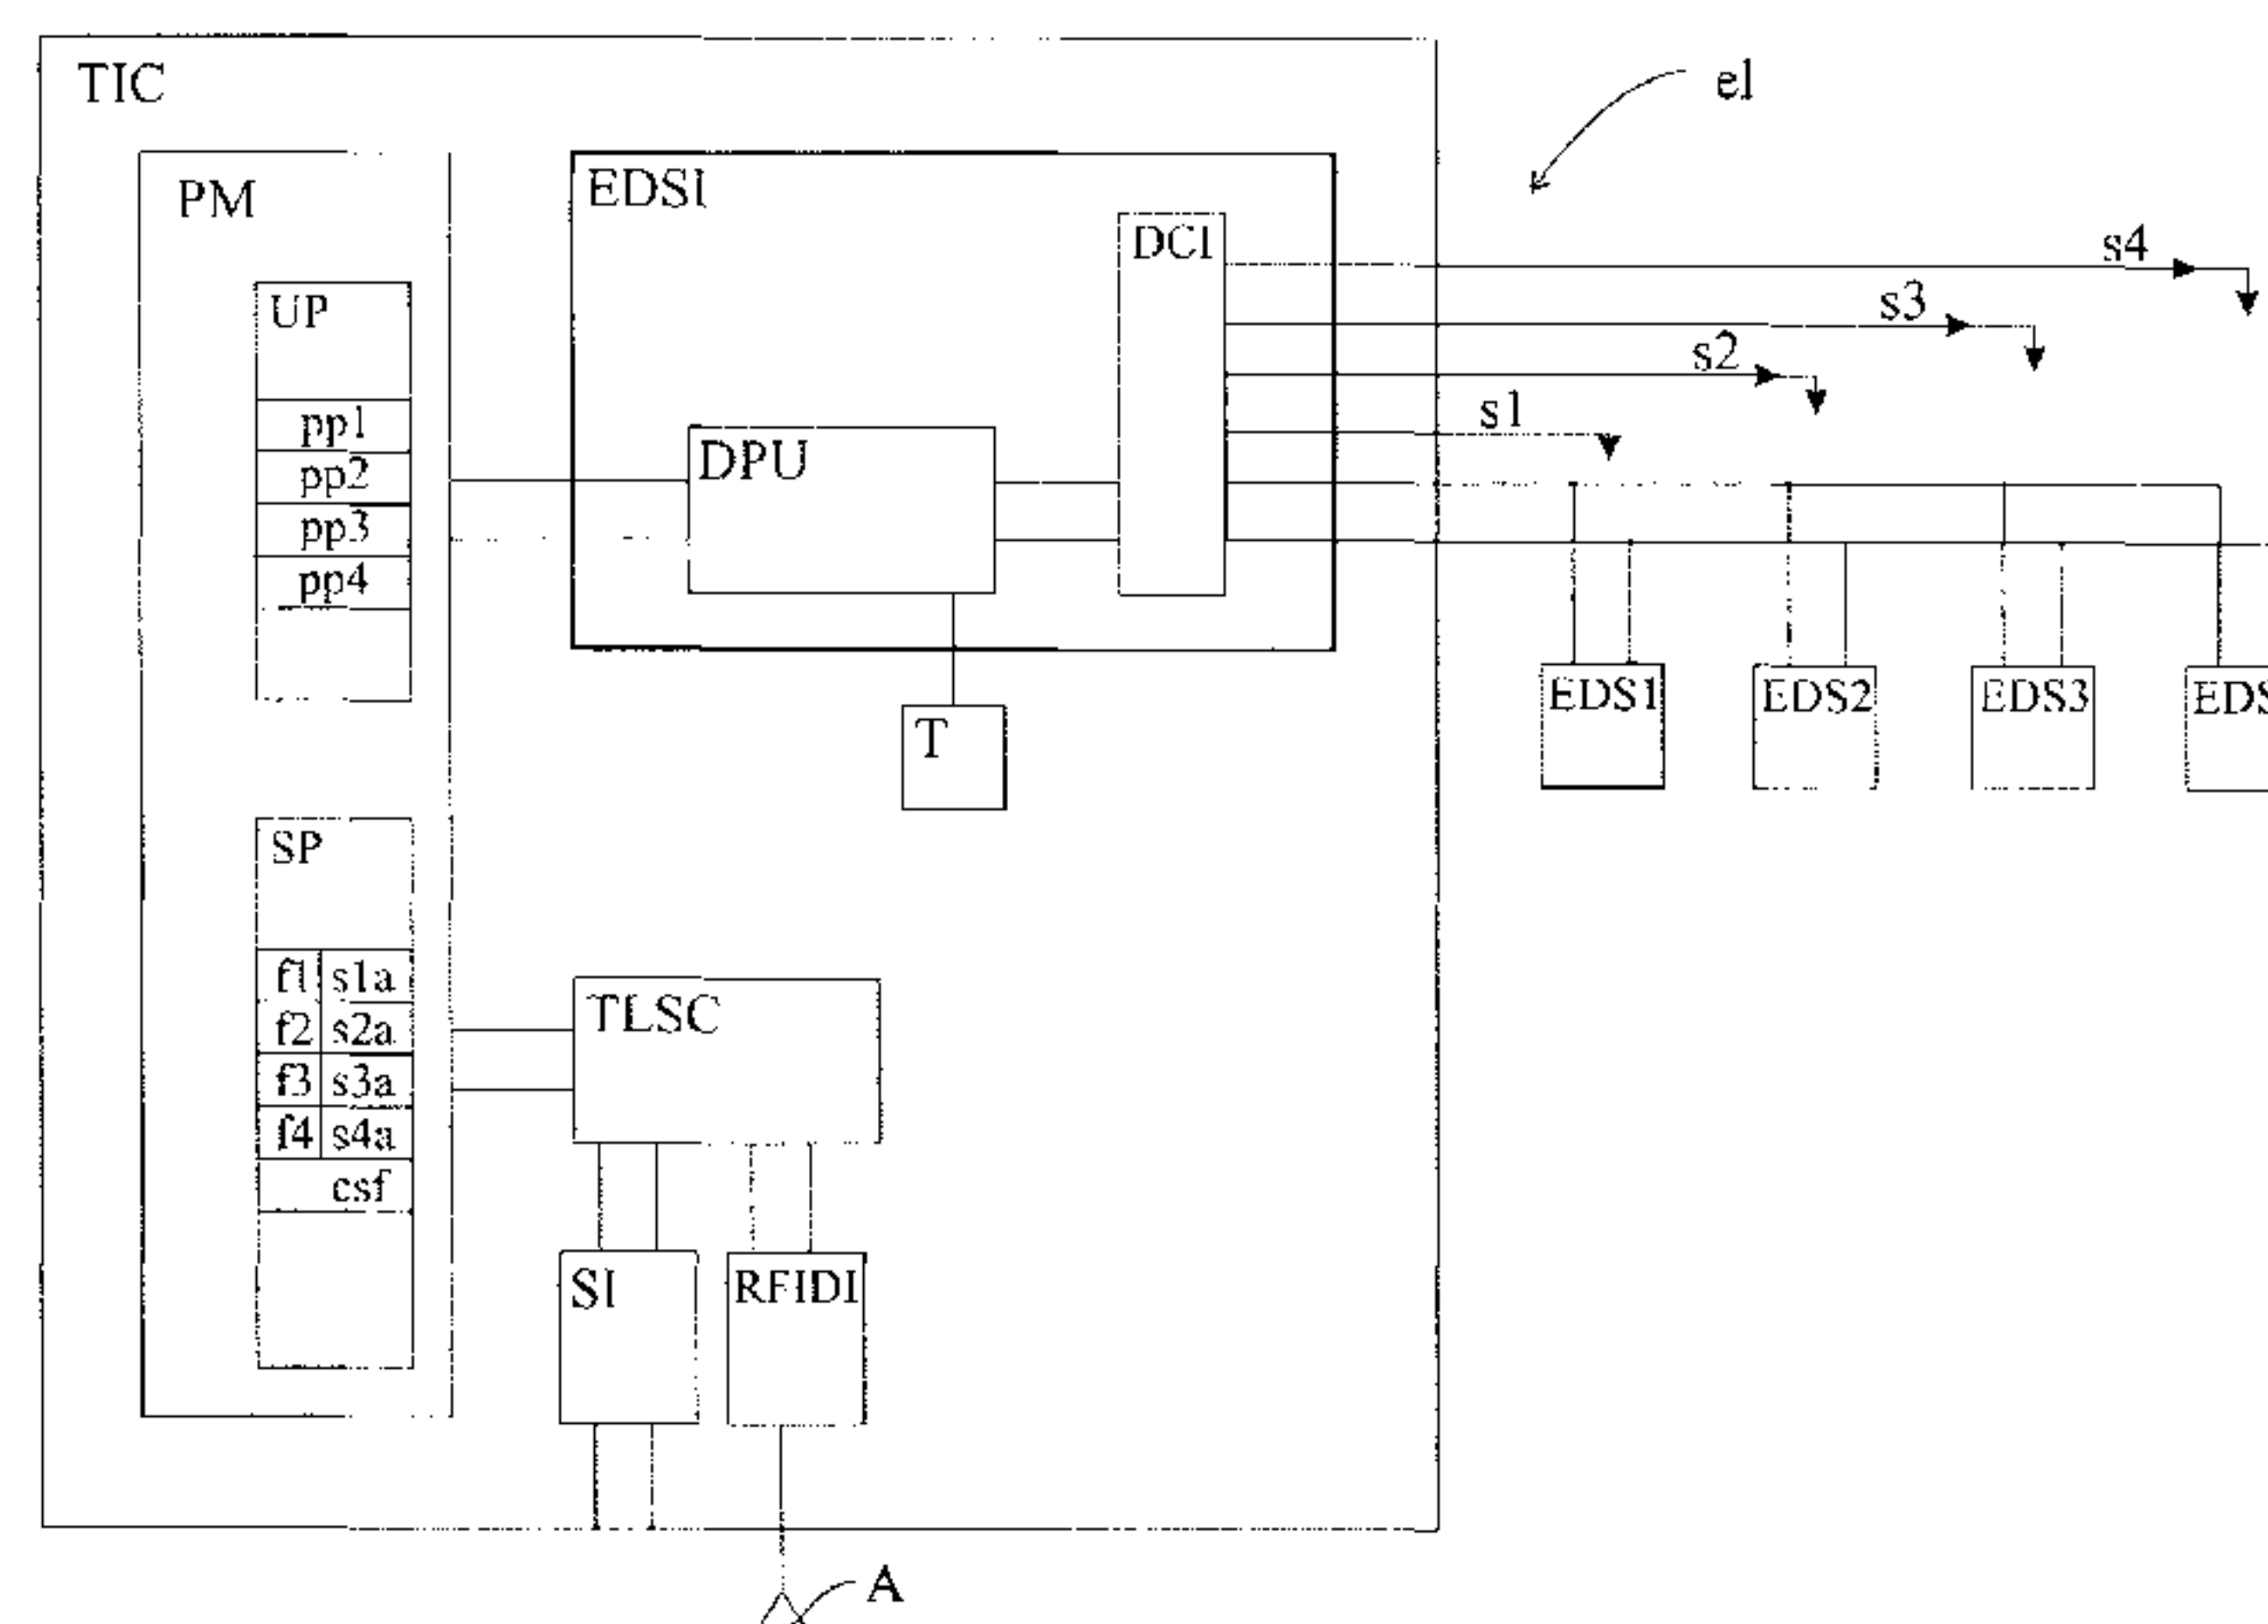 TIC
el
PM
EDSI
DCI
s4
UP
s3
s2
pp1
s1
DPU
pp2
pp3
pp4
EDS1
EDS2
EDS3
EDS
T
SP
f1 s1a
TLSC
f2 s2a
f3 s3a
f4 s4a
csf
SI
RFIDI
A